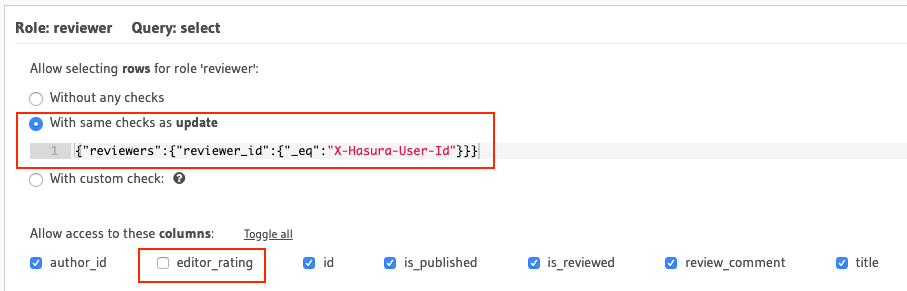 Role: reviewer Query: select
Allow selecting rows for role 'reviewer':
Without any checks
With same checks as update
1 {"reviewers":{"reviewer_id":{"_eq":"X-Hasura-User-Id"}}}
With custom check: ?
Allow access to these columns: Toggle all
author_id editor_rating id is_published is_reviewed review_comment title